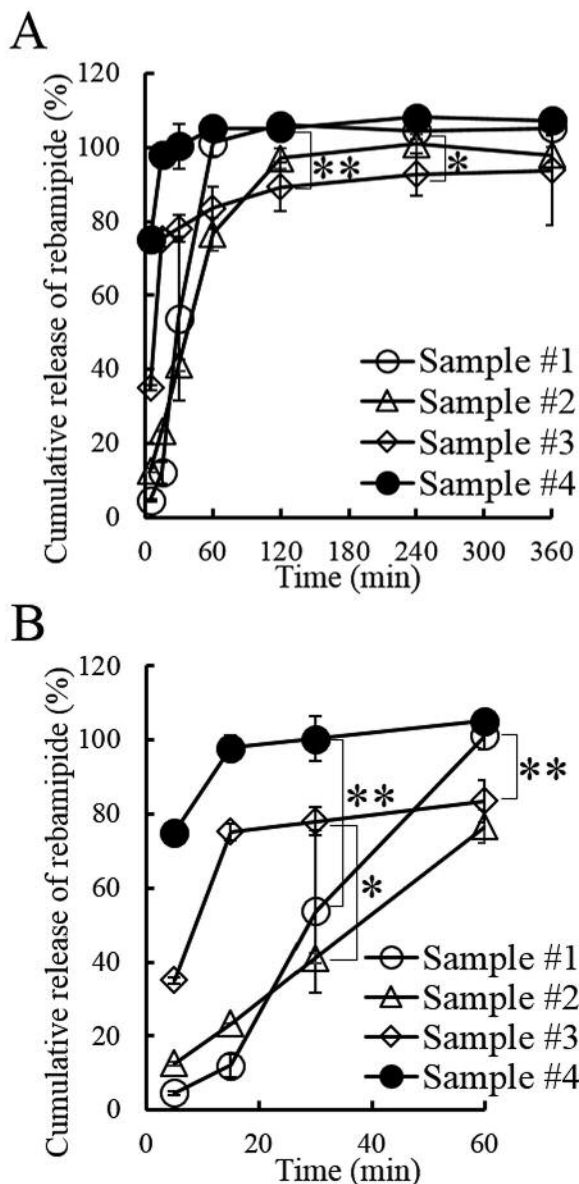 A
Cumulative release of rebamipide (%)
120
100
80
60
40
20
0
**
*
Sample #1
Sample #2
Sample #3
Sample #4
0 60 120 180 240 300 360
Time (min)
B
Cumulative release of rebamipide (%)
120
100
80
60
40
20
0
**
**
*
Sample #1
Sample #2
Sample #3
Sample #4
0 20 40 60
Time (min)